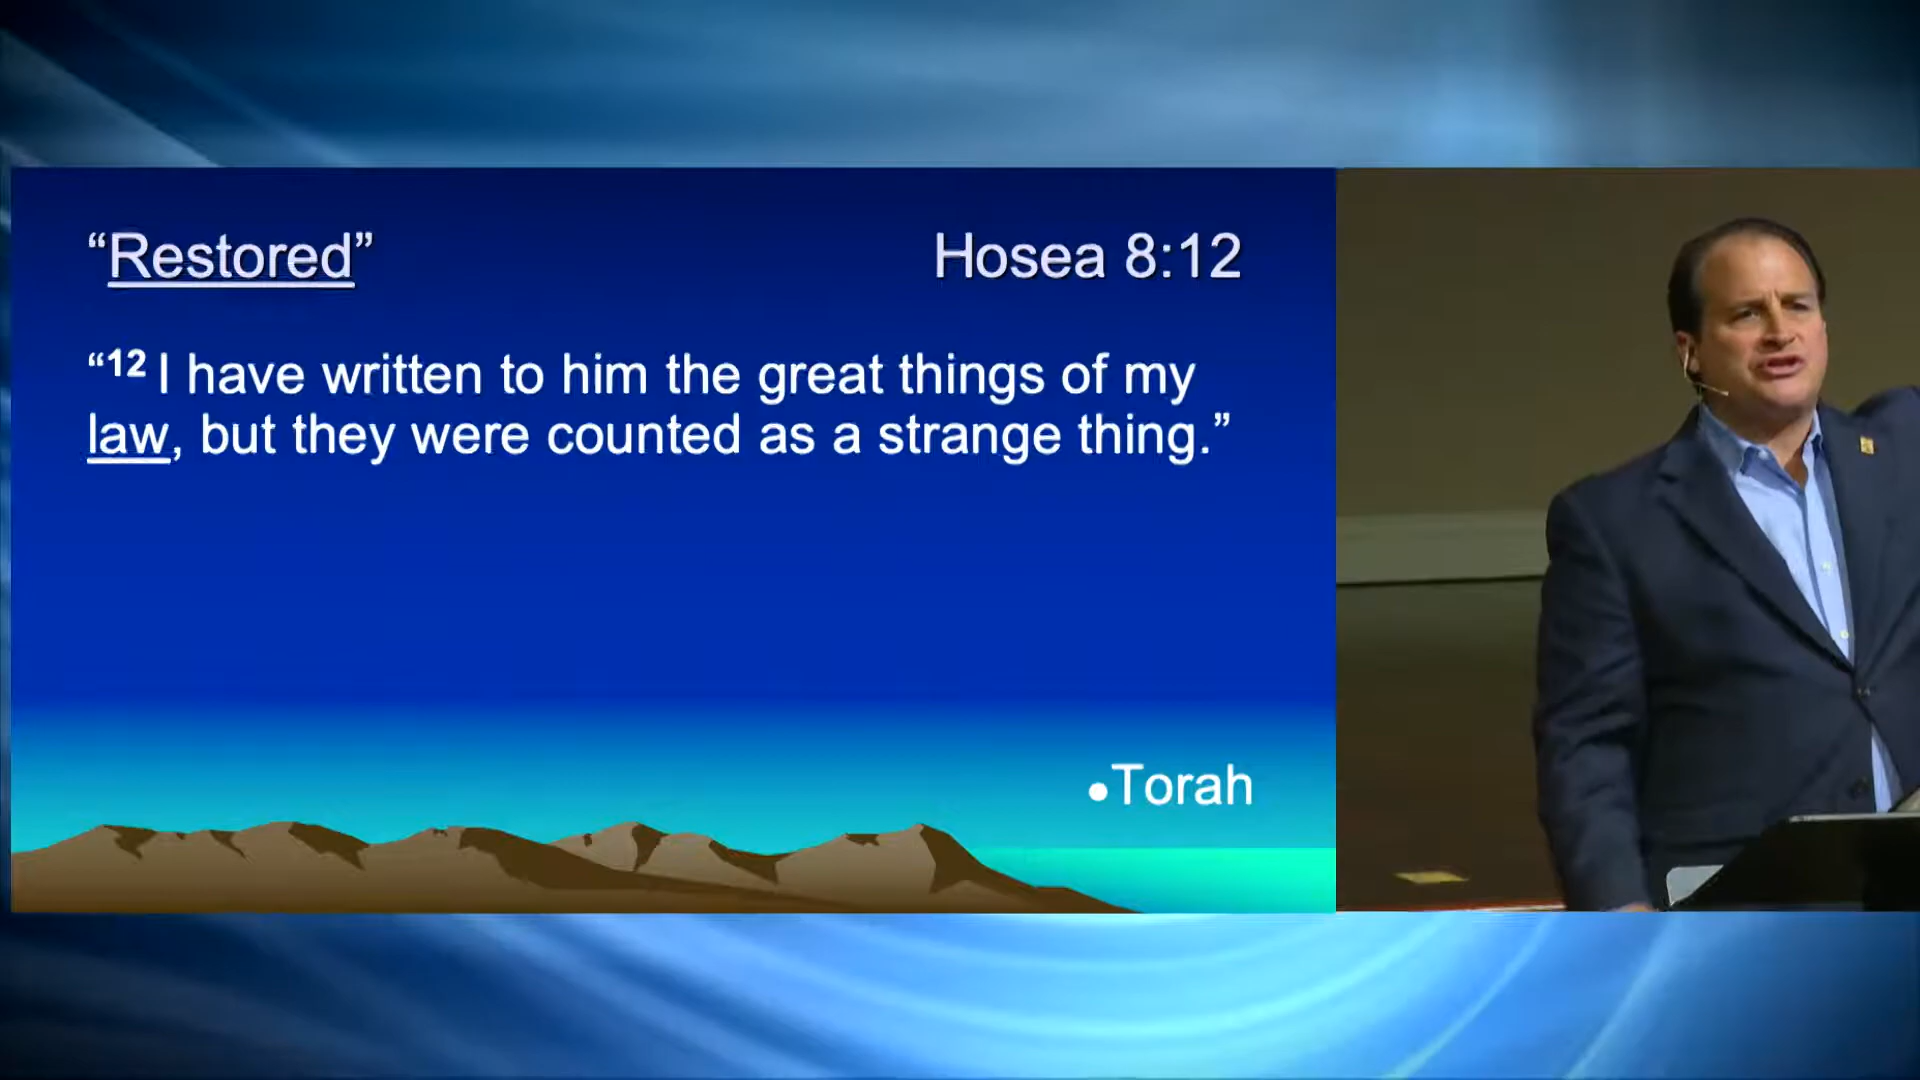 “Restored”
Hosea 8:12
“12 I have written to him the great things of my
law, but they were counted as a strange thing.”
•Torah